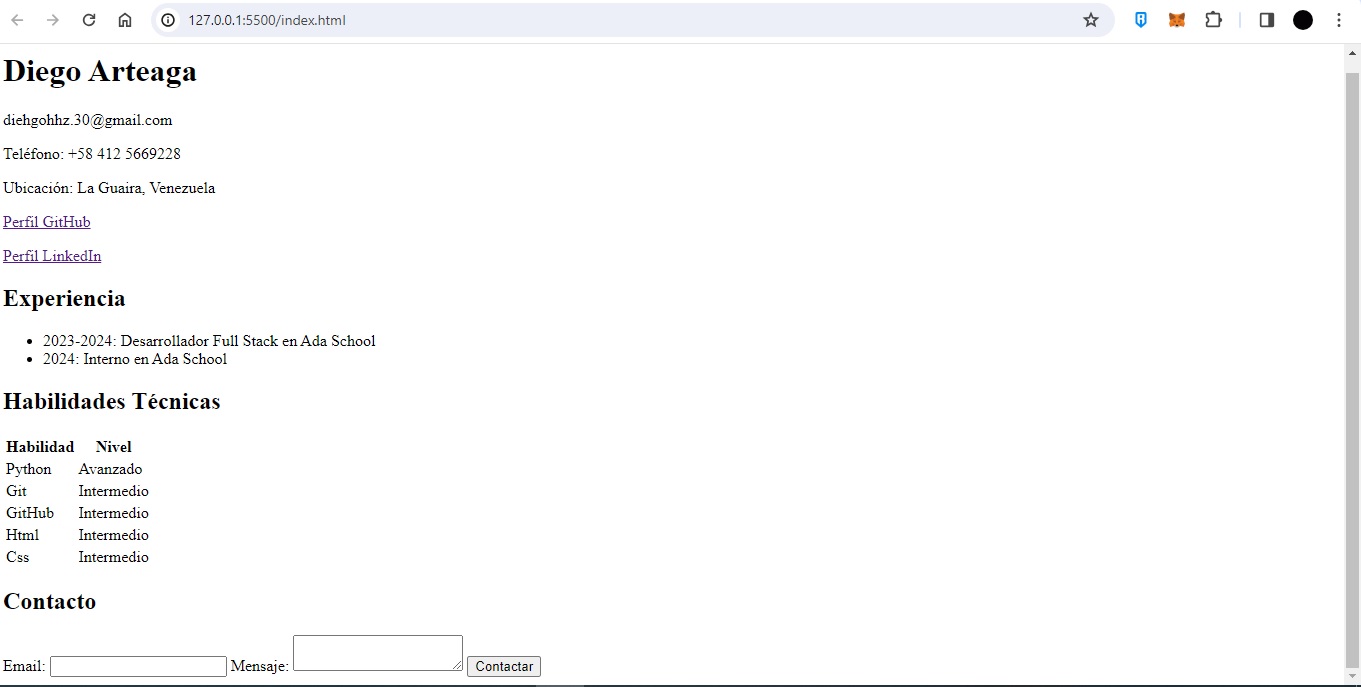 127.0.0.1:5500/index.html
Diego Arteaga
diehgohhz.30@gmail.com
Teléfono: +58 412 5669228
Ubicación: La Guaira, Venezuela
Perfil GitHub
Perfil LinkedIn
Experiencia
2023-2024: Desarrollador Full Stack en Ada School
2024: Interno en Ada School
Habilidades Técnicas
Habilidad Nivel
Python Avanzado
Git Intermedio
GitHub Intermedio
Html Intermedio
Css Intermedio
Contacto
Email: Mensaje: Contactar